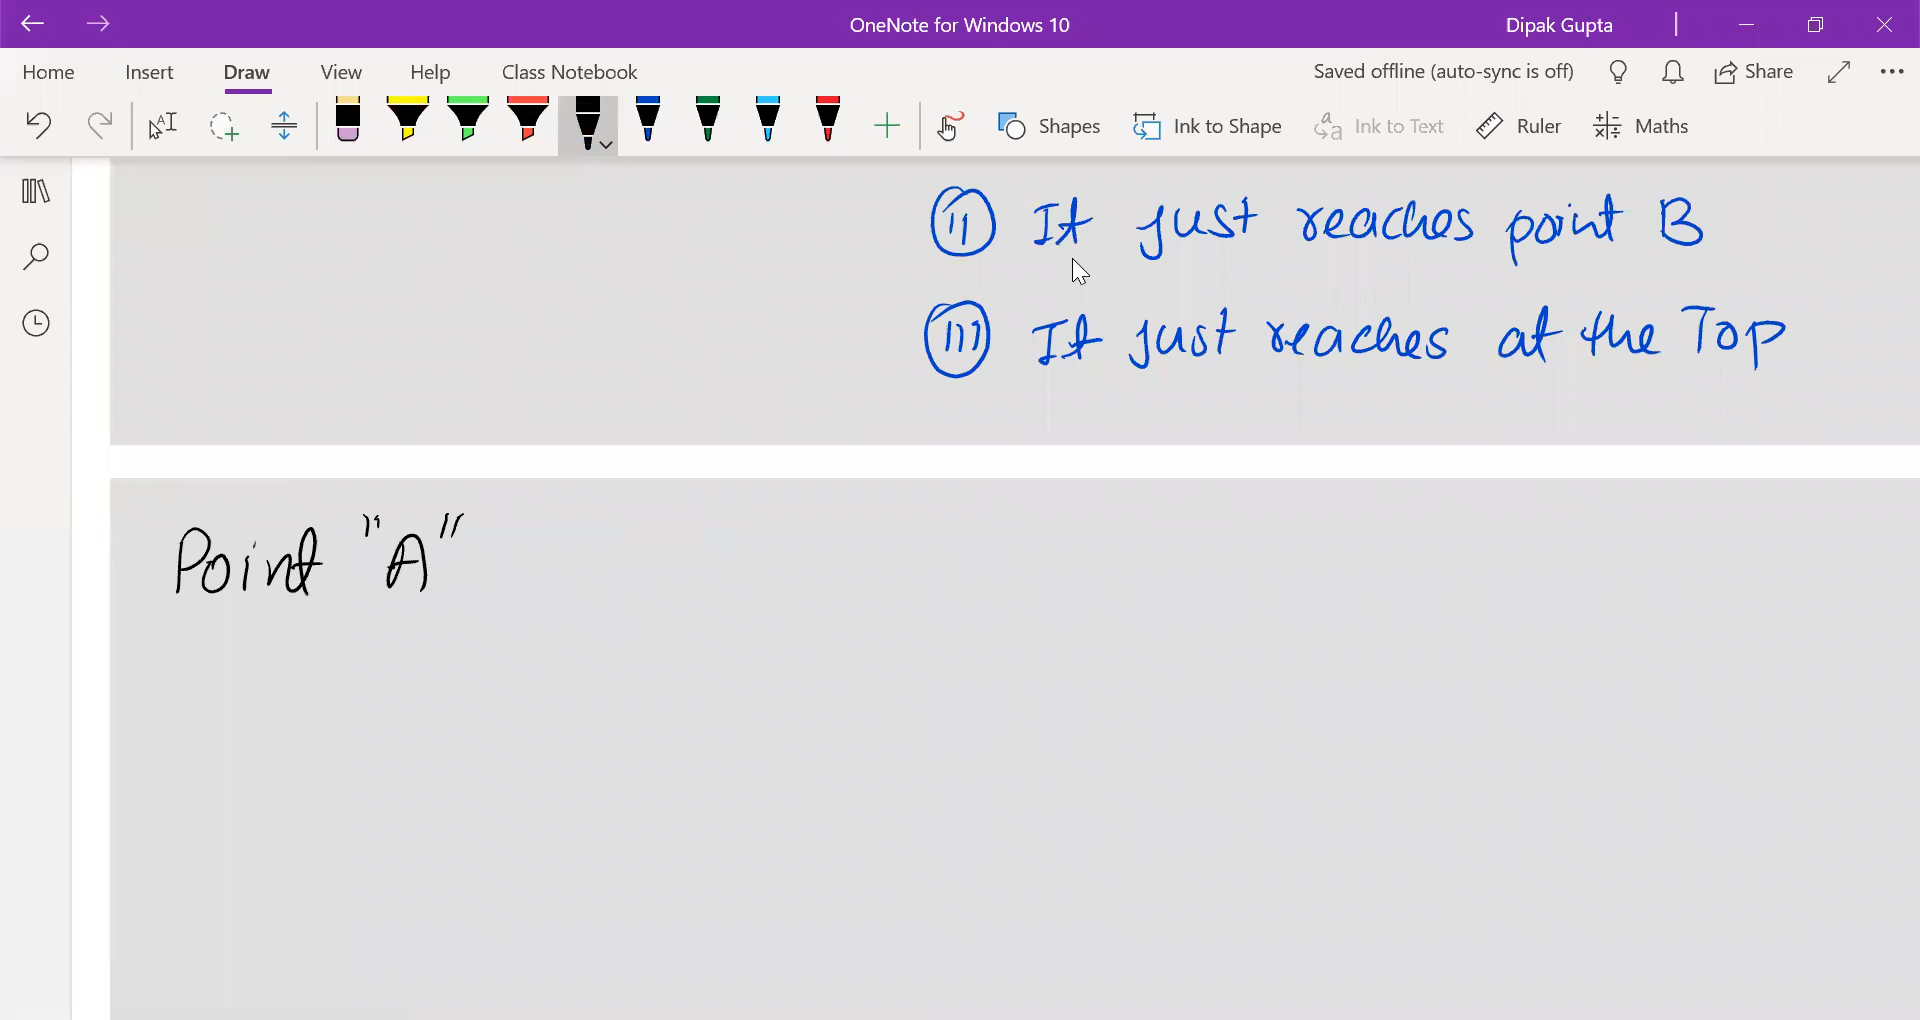 OneNote for Windows 10
Dipak Gupta
Home Insert Draw View Help Class Notebook
Saved offline (auto-sync is off) Share
Shapes Ink to Shape Ink to Text Ruler Maths
(ii) It just reaches point B
(iii) It just reaches at the Top
Point "A"